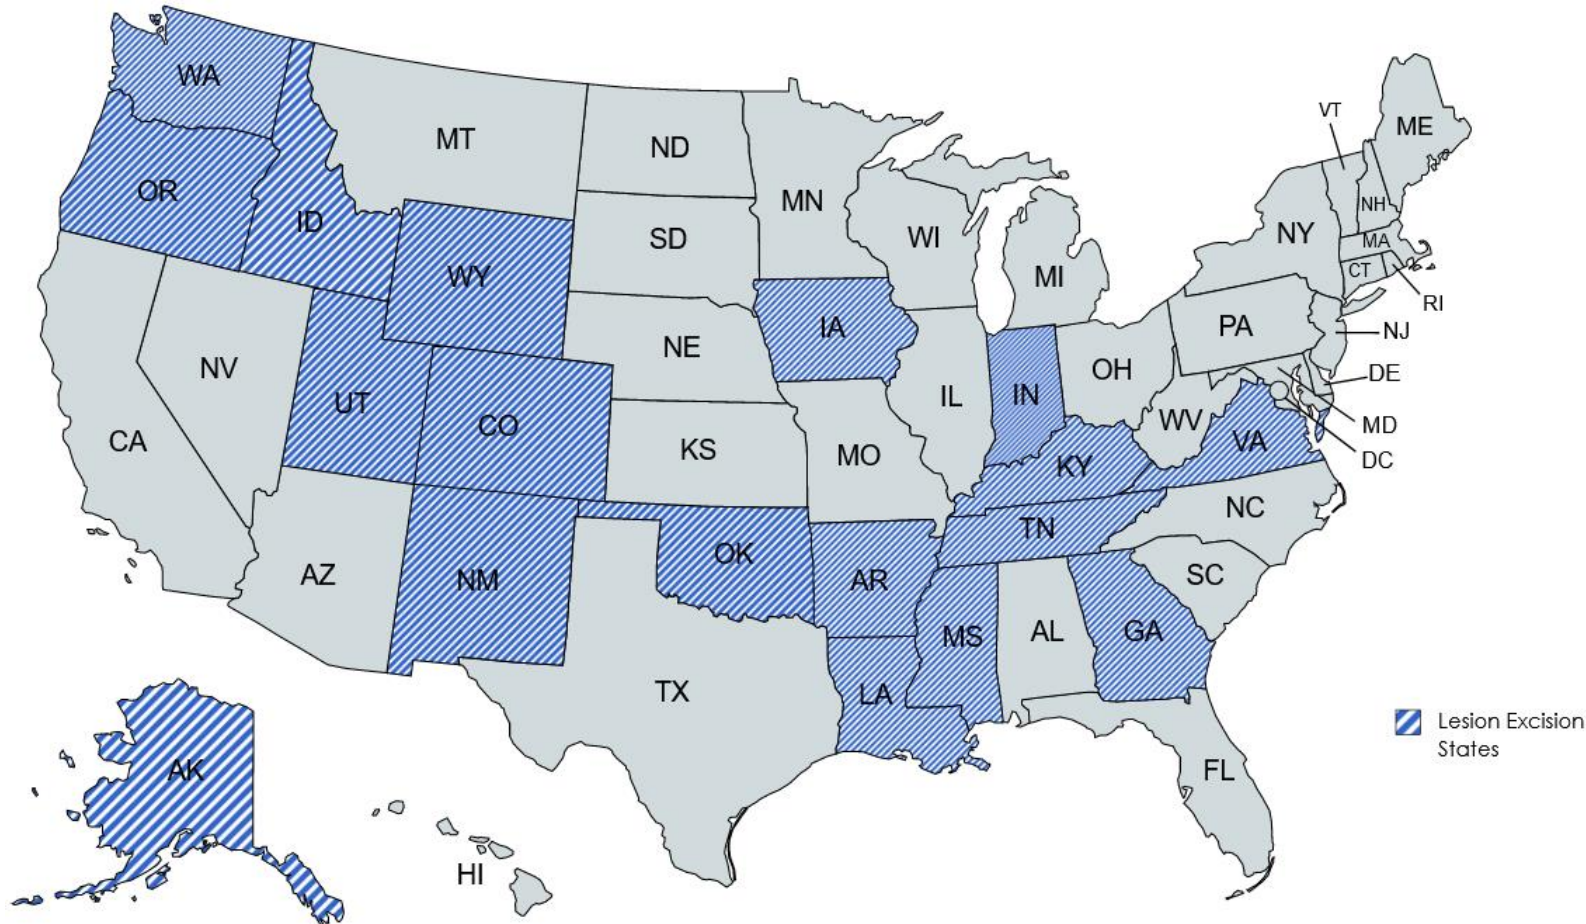 WA
MT
ND
MN
VT
ME
OR
ID
SD
WI
MI
NY
NH
MA
CT
RI
WY
IA
NE
PA
NJ
NV
UT
CO
IL
IN
OH
DE
CA
KS
MO
WV
VA
MD
DC
KY
NC
TN
AZ
NM
OK
AR
SC
MS
AL
GA
TX
LA
Lesion Excision
States
AK
FL
HI